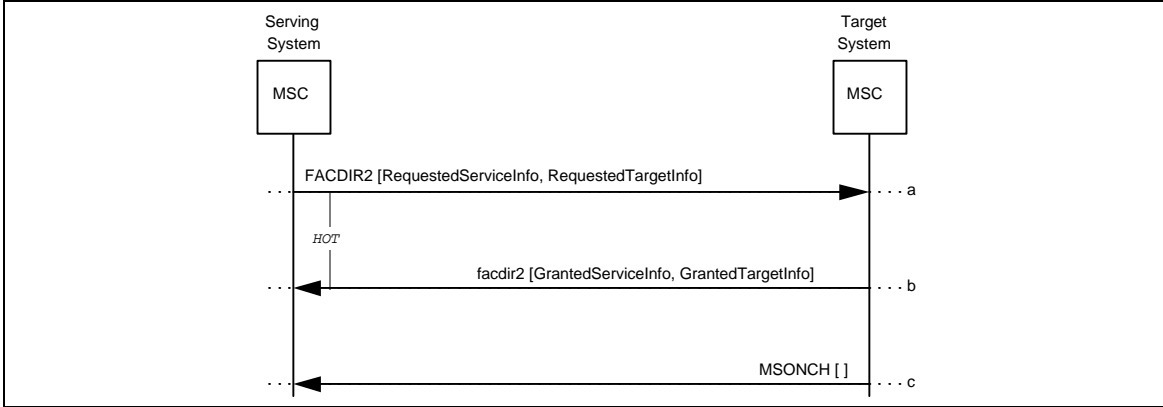 Serving
System
Target
System
MSC
MSC
FACDIR2 [RequestedServiceInfo, RequestedTargetInfo]
. . . . . . a
HOT
facdir2 [GrantedServiceInfo, GrantedTargetInfo]
. . . . . . b
MSONCH [ ]
. . . . . . c